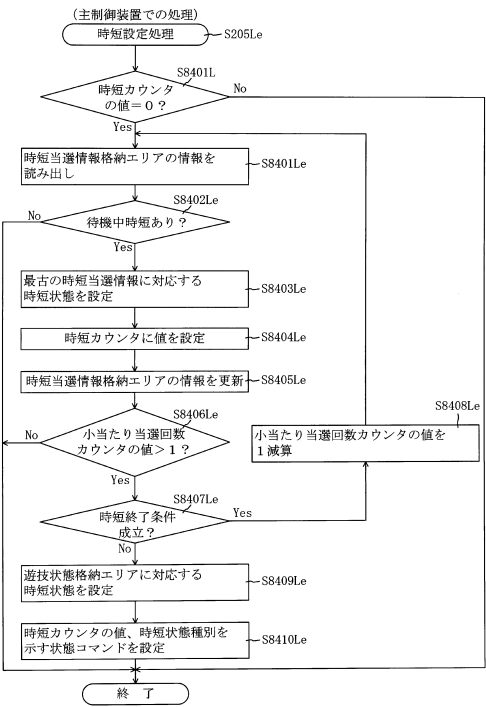 (主制御装置での処理)
時短設定処理
S205Le
S8401L
時短カウンタ
の値＝０？
No
Yes
時短当選情報格納エリアの情報を
読み出し
S8401Le
S8402Le
待機中時短あり？
No
Yes
最古の時短当選情報に対応する
時短状態を設定
S8403Le
時短カウンタに値を設定
S8404Le
時短当選情報格納エリアの情報を更新
S8405Le
S8406Le
小当たり当選回数
カウンタの値＞１？
No
Yes
S8408Le
小当たり当選回数カウンタの値を
１減算
S8407Le
時短終了条件
成立？
Yes
No
遊技状態格納エリアに対応する
時短状態を設定
S8409Le
時短カウンタの値、時短状態種別を
示す状態コマンドを設定
S8410Le
終 了